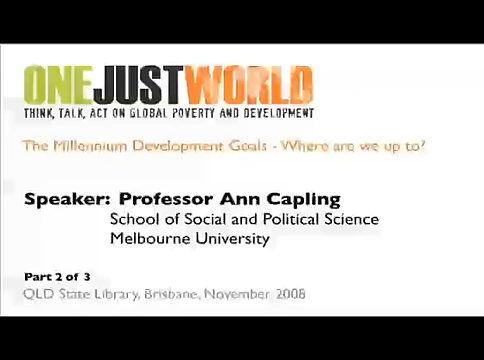 ONEJUSTWORLD
THINK, TALK, ACT ON GLOBAL POVERTY AND DEVELOPMENT
The Millennium Development Goals - Where are we up to?
Speaker: Professor Ann Capling
School of Social and Political Science
Melbourne University
Part 2 of 3
QLD State Library, Brisbane, November 2008